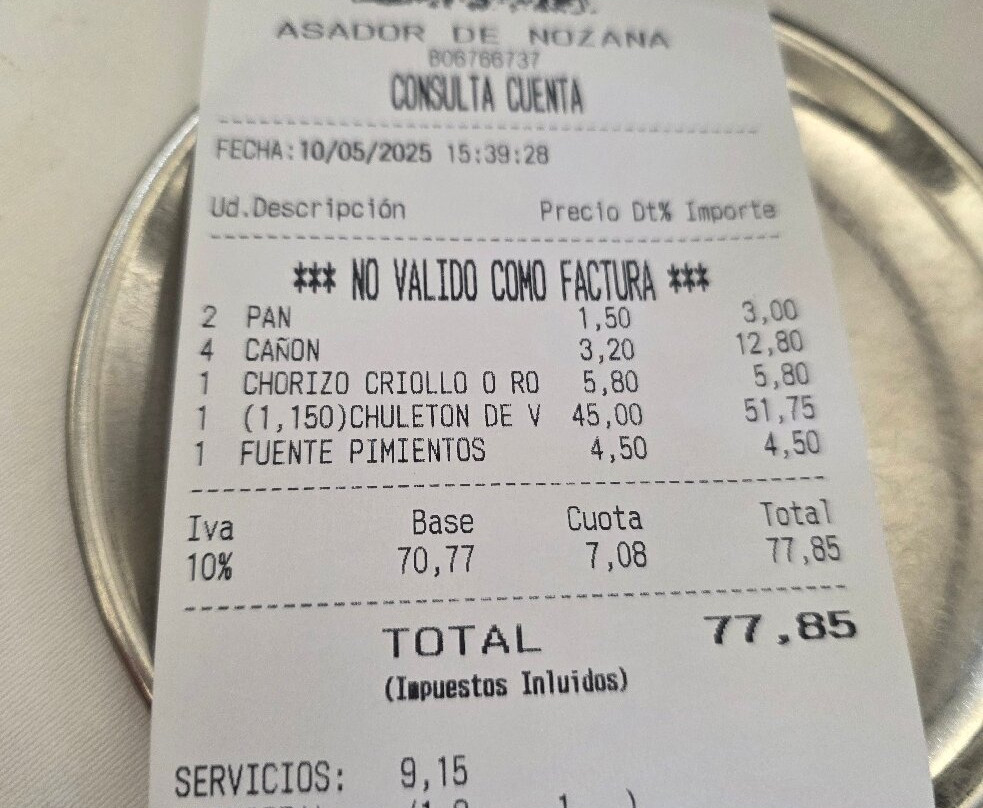 ASADOR DE NOZANA
B06766737
CONSULTA CUENTA
FECHA:10/05/2025 15:39:28
Ud.Descripción Precio Dt% Importe
*** NO VALIDO COMO FACTURA ***
2 PAN 1,50 3,00
4 CAÑON 3,20 12,80
1 CHORIZO CRIOLLO O RO 5,80 5,80
1 (1,150)CHULETON DE V 45,00 51,75
1 FUENTE PIMIENTOS 4,50 4,50
Iva Base Cuota Total
10% 70,77 7,08 77,85
TOTAL 77,85
(Impuestos Inluidos)
SERVICIOS: 9,15